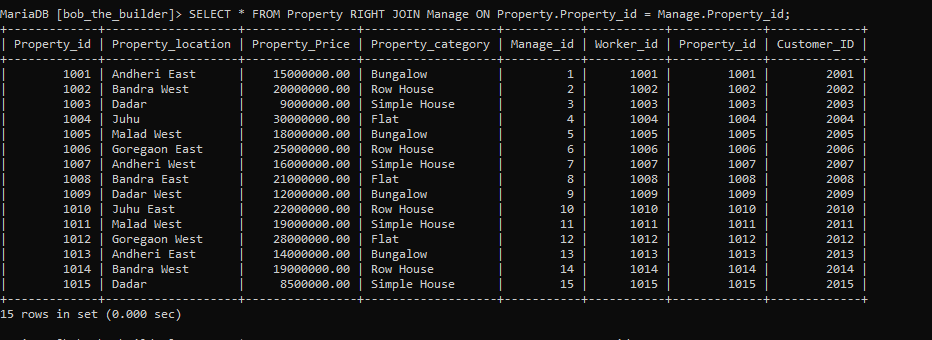 MariaDB [bob_the_builder]> SELECT * FROM Property RIGHT JOIN Manage ON Property.Property_id = Manage.Property_id;
+-------------+-------------------+----------------+-------------------+-----------+-----------+-------------+-------------+
| Property_id | Property_location | Property_Price | Property_category | Manage_id | Worker_id | Property_id | Customer_ID |
+-------------+-------------------+----------------+-------------------+-----------+-----------+-------------+-------------+
|        1001 | Andheri East      |    15000000.00 | Bungalow          |         1 |      1001 |        1001 |        2001 |
|        1002 | Bandra West       |    20000000.00 | Row House         |         2 |      1002 |        1002 |        2002 |
|        1003 | Dadar             |     9000000.00 | Simple House      |         3 |      1003 |        1003 |        2003 |
|        1004 | Juhu              |    30000000.00 | Flat              |         4 |      1004 |        1004 |        2004 |
|        1005 | Malad West        |    18000000.00 | Bungalow          |         5 |      1005 |        1005 |        2005 |
|        1006 | Goregaon East     |    25000000.00 | Row House         |         6 |      1006 |        1006 |        2006 |
|        1007 | Andheri West      |    16000000.00 | Simple House      |         7 |      1007 |        1007 |        2007 |
|        1008 | Bandra East       |    21000000.00 | Flat              |         8 |      1008 |        1008 |        2008 |
|        1009 | Dadar West        |    12000000.00 | Bungalow          |         9 |      1009 |        1009 |        2009 |
|        1010 | Juhu East         |    22000000.00 | Row House         |        10 |      1010 |        1010 |        2010 |
|        1011 | Malad West        |    19000000.00 | Simple House      |        11 |      1011 |        1011 |        2011 |
|        1012 | Goregaon West     |    28000000.00 | Flat              |        12 |      1012 |        1012 |        2012 |
|        1013 | Andheri East      |    14000000.00 | Bungalow          |        13 |      1013 |        1013 |        2013 |
|        1014 | Bandra West       |    19000000.00 | Row House         |        14 |      1014 |        1014 |        2014 |
|        1015 | Dadar             |     8500000.00 | Simple House      |        15 |      1015 |        1015 |        2015 |
+-------------+-------------------+----------------+-------------------+-----------+-----------+-------------+-------------+
15 rows in set (0.000 sec)